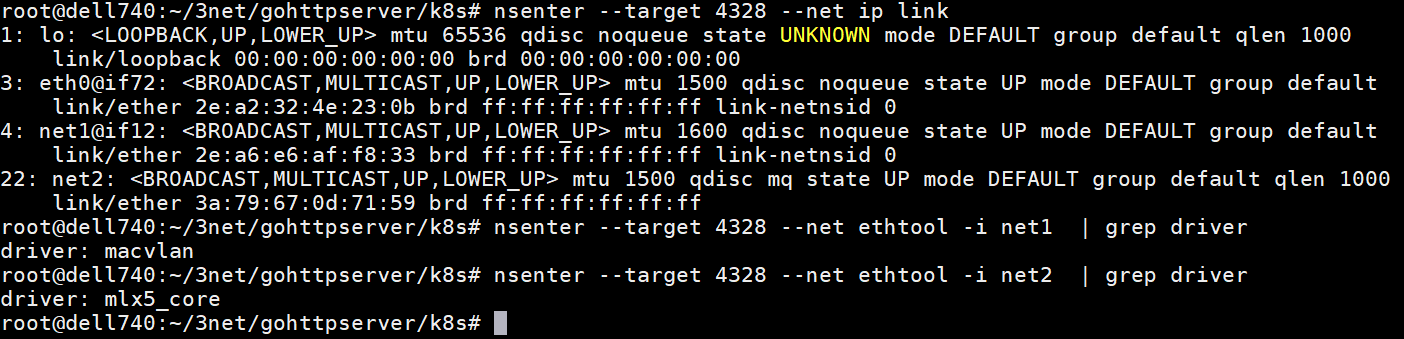 root@dell740:~/3net/gohttpserver/k8s# nsenter --target 4328 --net ip link
1: lo: <LOOPBACK,UP,LOWER_UP> mtu 65536 qdisc noqueue state UNKNOWN mode DEFAULT group default qlen 1000
    link/loopback 00:00:00:00:00:00 brd 00:00:00:00:00:00
3: eth0@if72: <BROADCAST,MULTICAST,UP,LOWER_UP> mtu 1500 qdisc noqueue state UP mode DEFAULT group default
    link/ether 2e:a2:32:4e:23:0b brd ff:ff:ff:ff:ff:ff link-netnsid 0
4: net1@if12: <BROADCAST,MULTICAST,UP,LOWER_UP> mtu 1600 qdisc noqueue state UP mode DEFAULT group default
    link/ether 2e:a6:e6:af:f8:33 brd ff:ff:ff:ff:ff:ff link-netnsid 0
22: net2: <BROADCAST,MULTICAST,UP,LOWER_UP> mtu 1500 qdisc mq state UP mode DEFAULT group default qlen 1000
    link/ether 3a:79:67:0d:71:59 brd ff:ff:ff:ff:ff:ff
root@dell740:~/3net/gohttpserver/k8s# nsenter --target 4328 --net ethtool -i net1  | grep driver
driver: macvlan
root@dell740:~/3net/gohttpserver/k8s# nsenter --target 4328 --net ethtool -i net2  | grep driver
driver: mlx5_core
root@dell740:~/3net/gohttpserver/k8s#